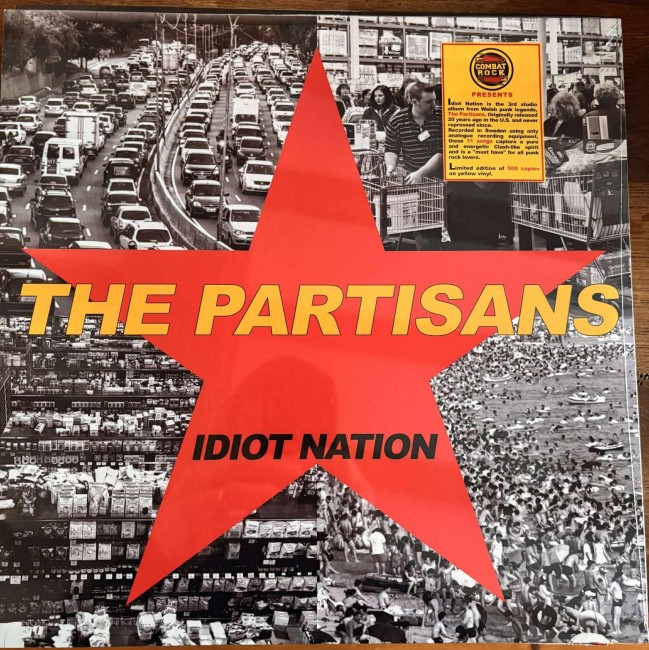 COMBAT
ROCK
PRESENTS
Idiot Nation is the 3rd studio
album from Welsh punk legends,
The Partisans. Originally released
20 years ago in the U.S. and never
repressed since.
Recorded in Sweden using only
analogue recording equipment,
these 11 songs capture a pure
and energetic Clash-like spirit
and is a "must have" for all punk
rock lovers.
Limited edition of 500 copies
on yellow vinyl.
THE PARTISANS
IDIOT NATION